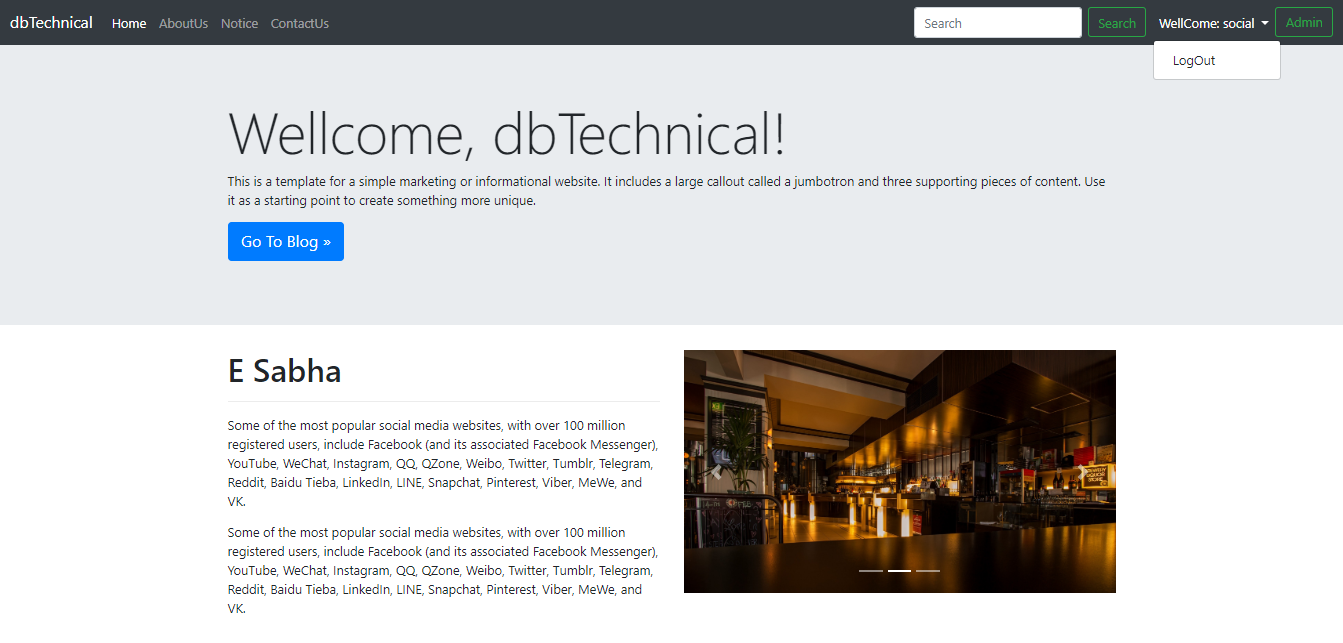 dbTechnical Home AboutUs Notice ContactUs Search Search WellCome: social Admin
LogOut
Wellcome, dbTechnical!
This is a template for a simple marketing or informational website. It includes a large callout called a jumbotron and three supporting pieces of content. Use
it as a starting point to create something more unique.
Go To Blog »
E Sabha
Some of the most popular social media websites, with over 100 million
registered users, include Facebook (and its associated Facebook Messenger),
YouTube, WeChat, Instagram, QQ, QZone, Weibo, Twitter, Tumblr, Telegram,
Reddit, Baidu Tieba, LinkedIn, LINE, Snapchat, Pinterest, Viber, MeWe, and
VK.
Some of the most popular social media websites, with over 100 million
registered users, include Facebook (and its associated Facebook Messenger),
YouTube, WeChat, Instagram, QQ, QZone, Weibo, Twitter, Tumblr, Telegram,
Reddit, Baidu Tieba, LinkedIn, LINE, Snapchat, Pinterest, Viber, MeWe, and
VK.